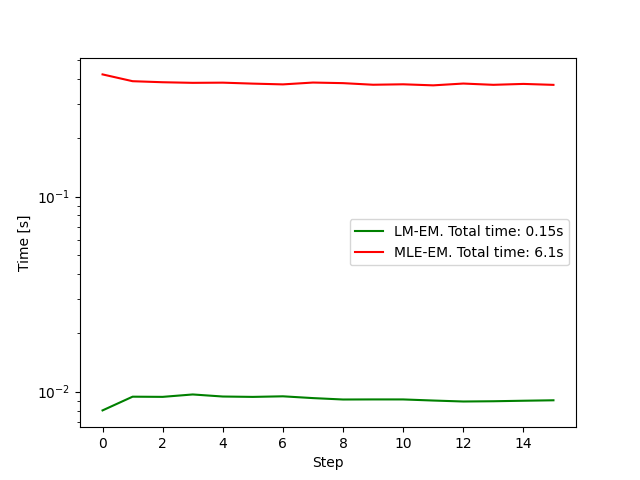 10⁻¹
10⁻²
Time [s]
LM-EM. Total time: 0.15s
MLE-EM. Total time: 6.1s
0 2 4 6 8 10 12 14
Step